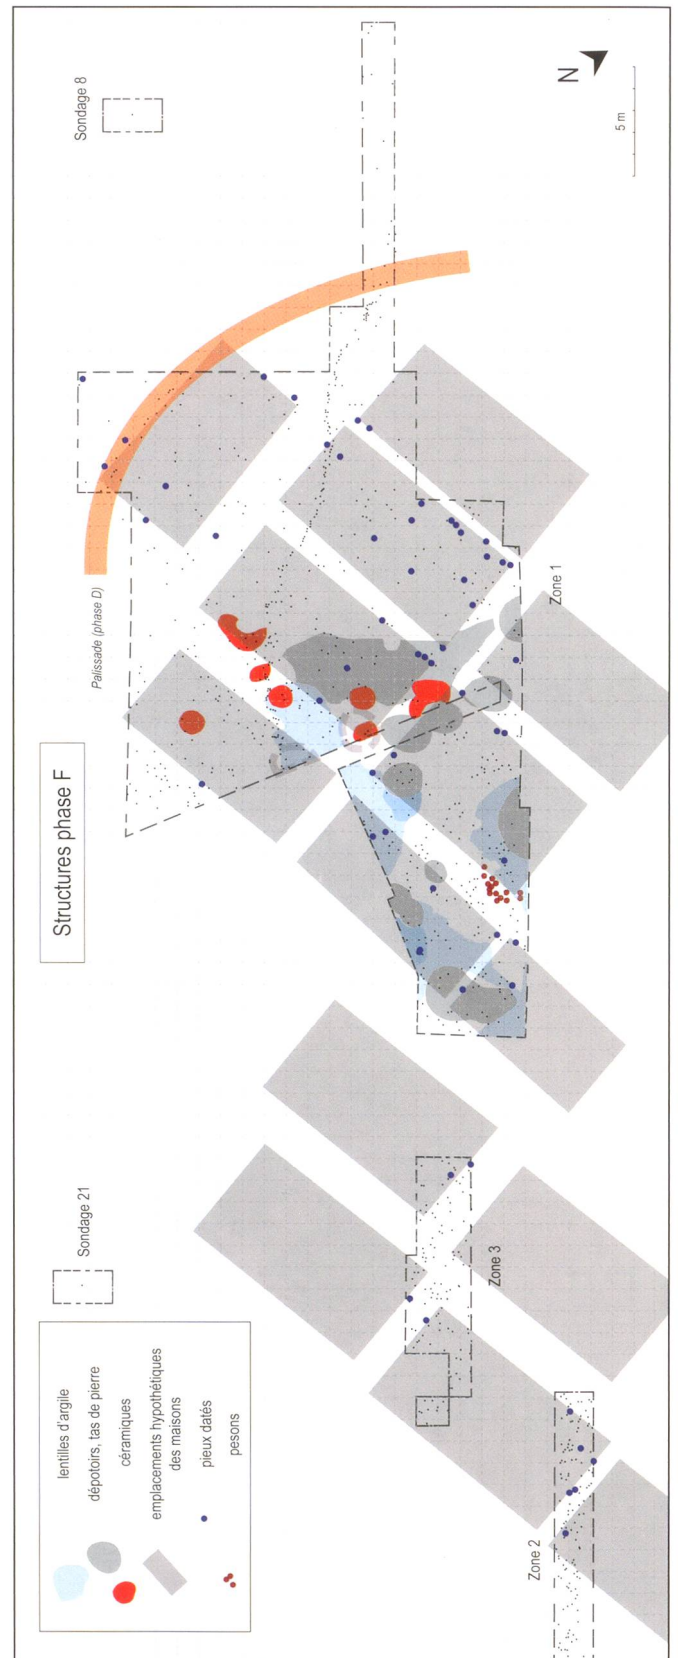 Structures phase F
Sondage 8
N
5 m
Palissade (phase D)
Zone 1
Sondage 21
Zone 3
Zone 2
lentilles d'argile
dépotoirs, tas de pierre
céramiques
emplacements hypothétiques
des maisons
pieux datés
pesons